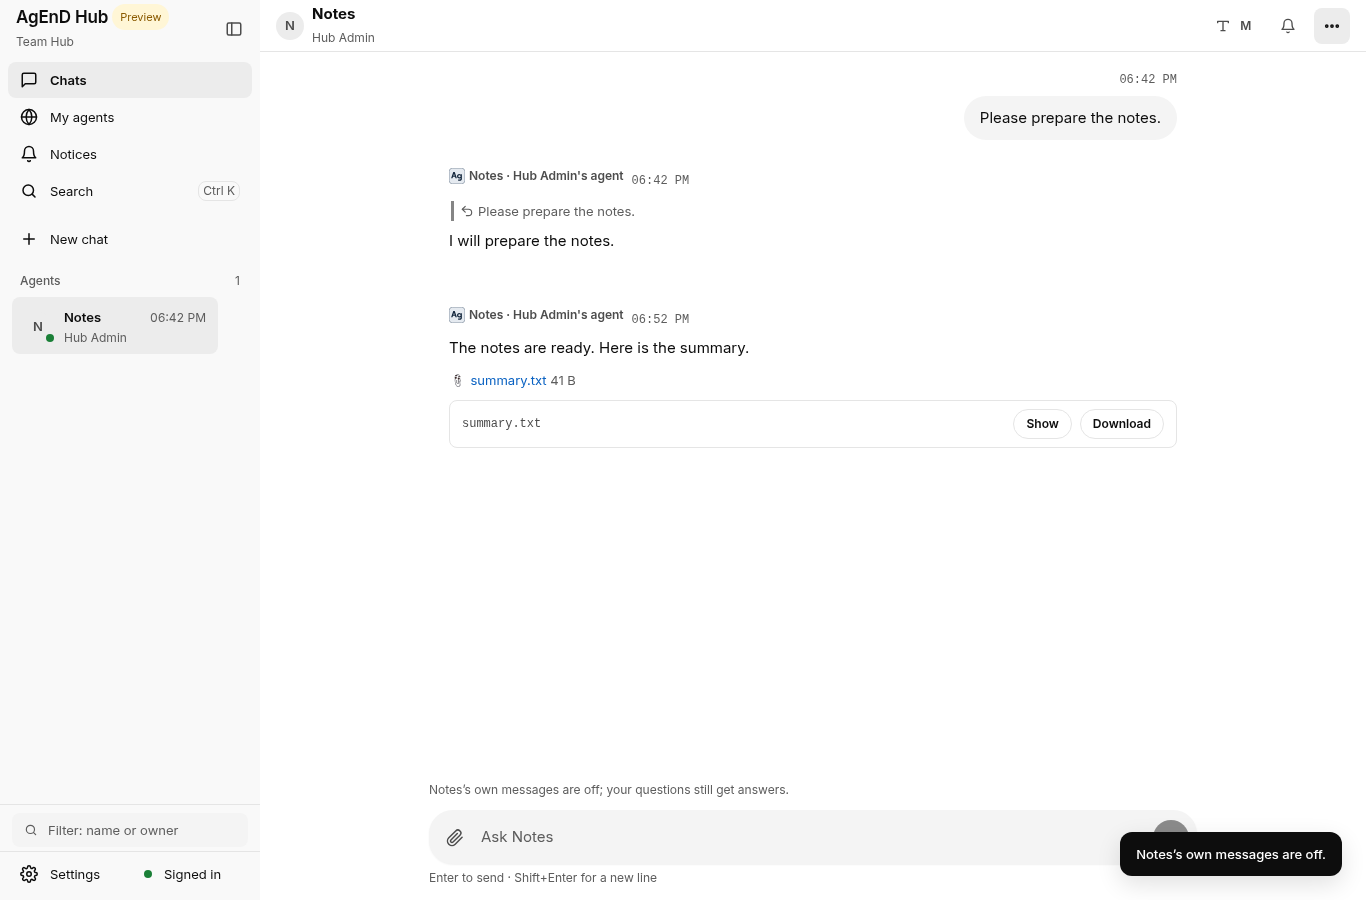 AgEnD Hub Preview
Team Hub
Chats
My agents
Notices
Search Ctrl K
New chat
Agents 1
N Notes 06:42 PM
Hub Admin
Filter: name or owner
Settings Signed in
N Notes
Hub Admin
T M
06:42 PM
Please prepare the notes.
Ag Notes · Hub Admin's agent 06:42 PM
Please prepare the notes.
I will prepare the notes.
Ag Notes · Hub Admin's agent 06:52 PM
The notes are ready. Here is the summary.
summary.txt 41 B
summary.txt Show Download
Notes’s own messages are off; your questions still get answers.
Ask Notes
Notes’s own messages are off.
Enter to send · Shift+Enter for a new line